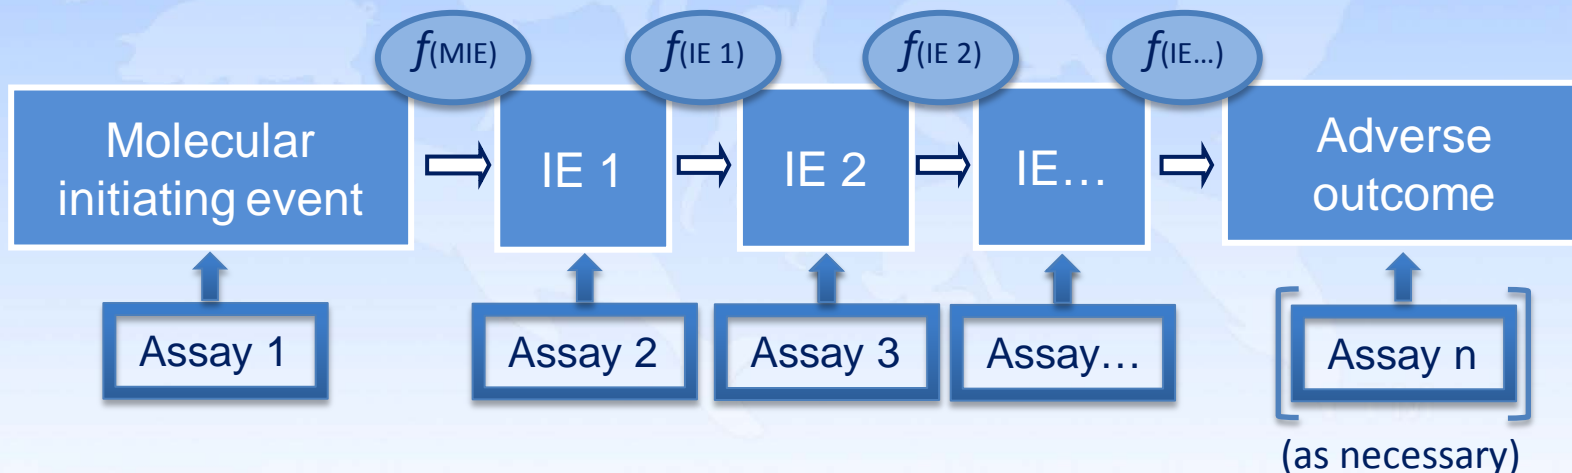 f(MIE)
f(IE 1)
f(IE 2)
f(IE…)
Molecular
initiating event
IE 1
IE 2
IE…
Adverse
outcome
Assay 1
Assay 2
Assay 3
Assay…
Assay n
(as necessary)